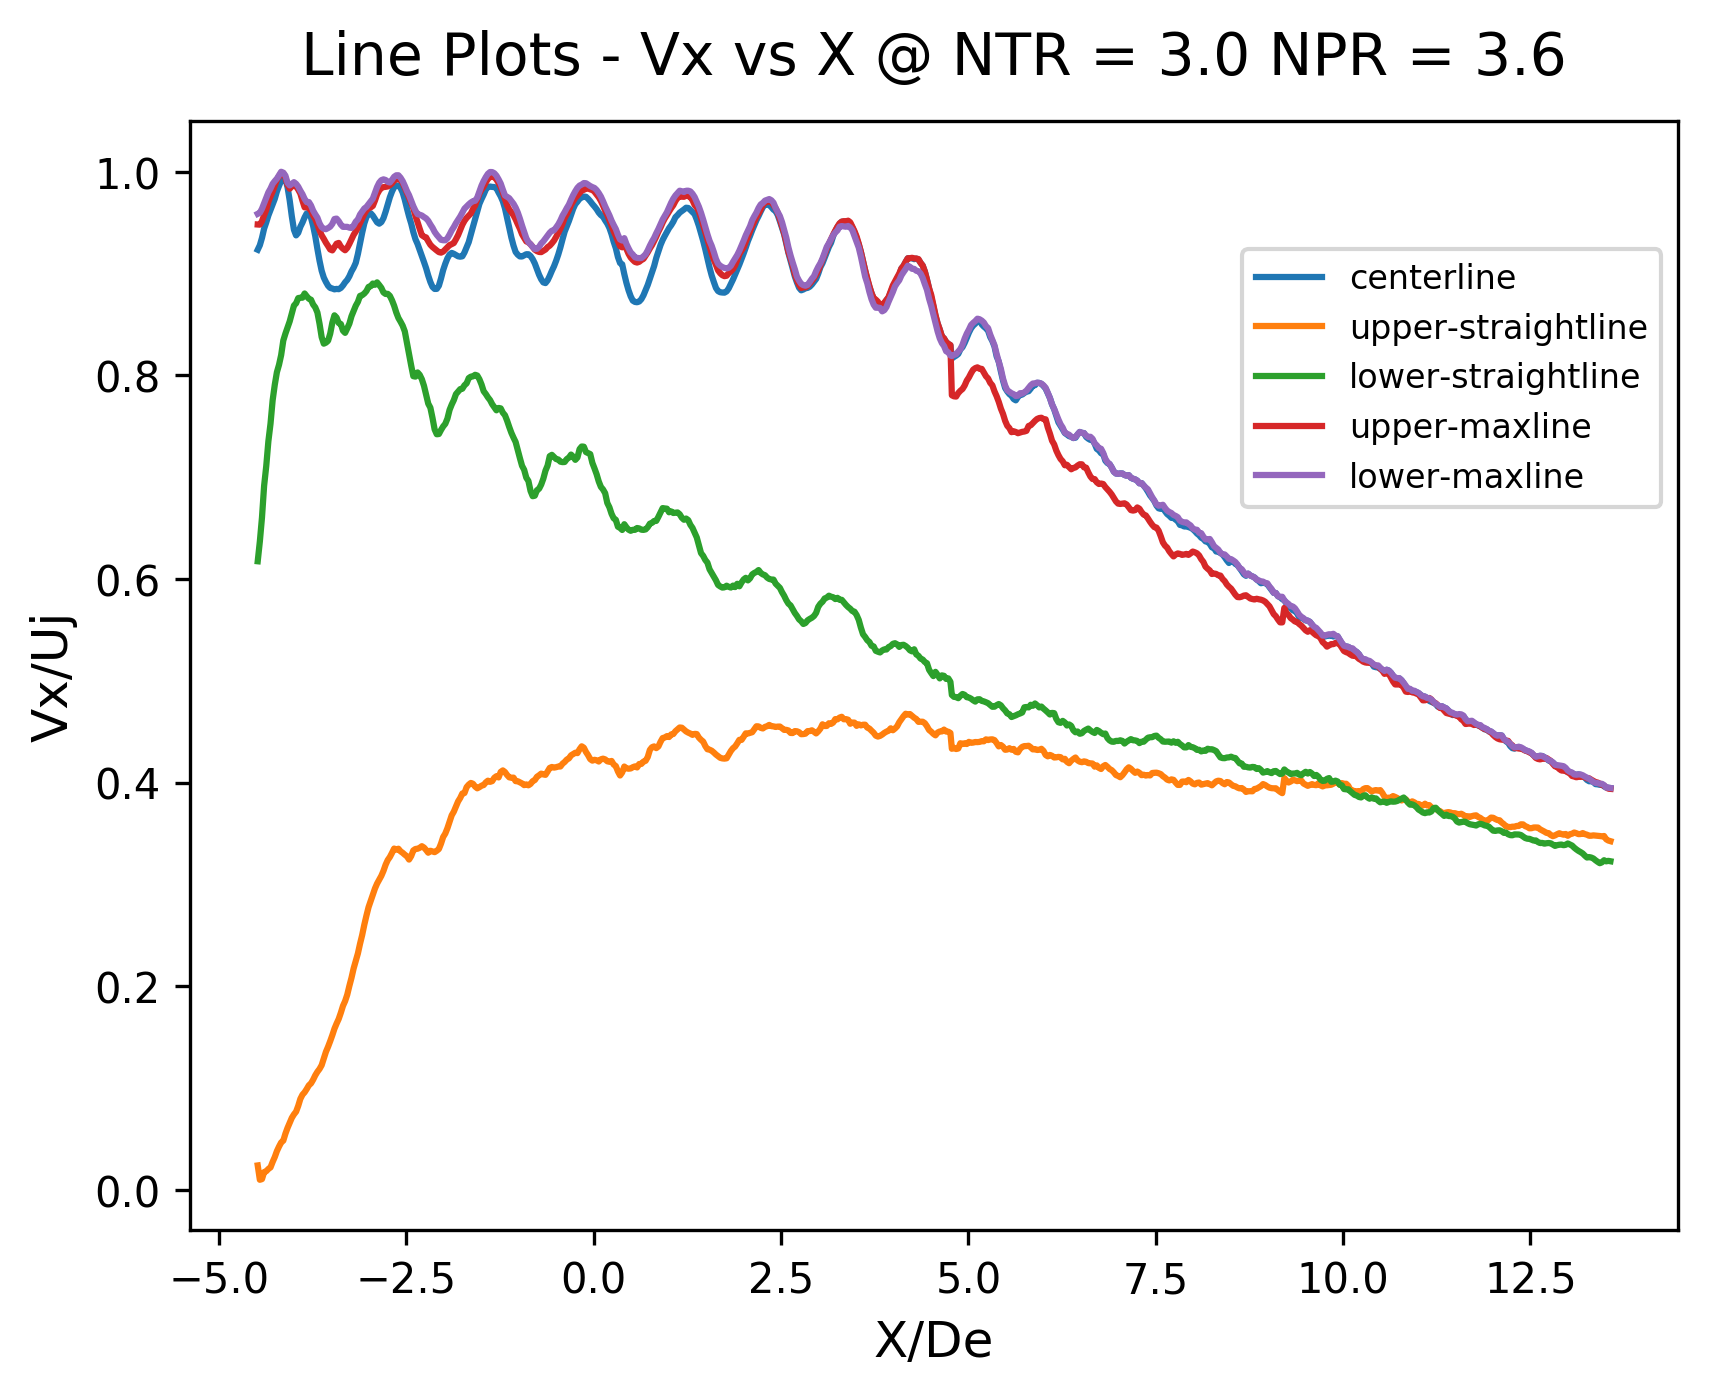 Line Plots - Vx vs X @ NTR = 3.0 NPR = 3.6
1.0
0.8
0.6
0.4
0.2
0.0
Vx/Uj
centerline
upper-straightline
lower-straightline
upper-maxline
lower-maxline
−5.0 −2.5 0.0 2.5 5.0 7.5 10.0 12.5
X/De